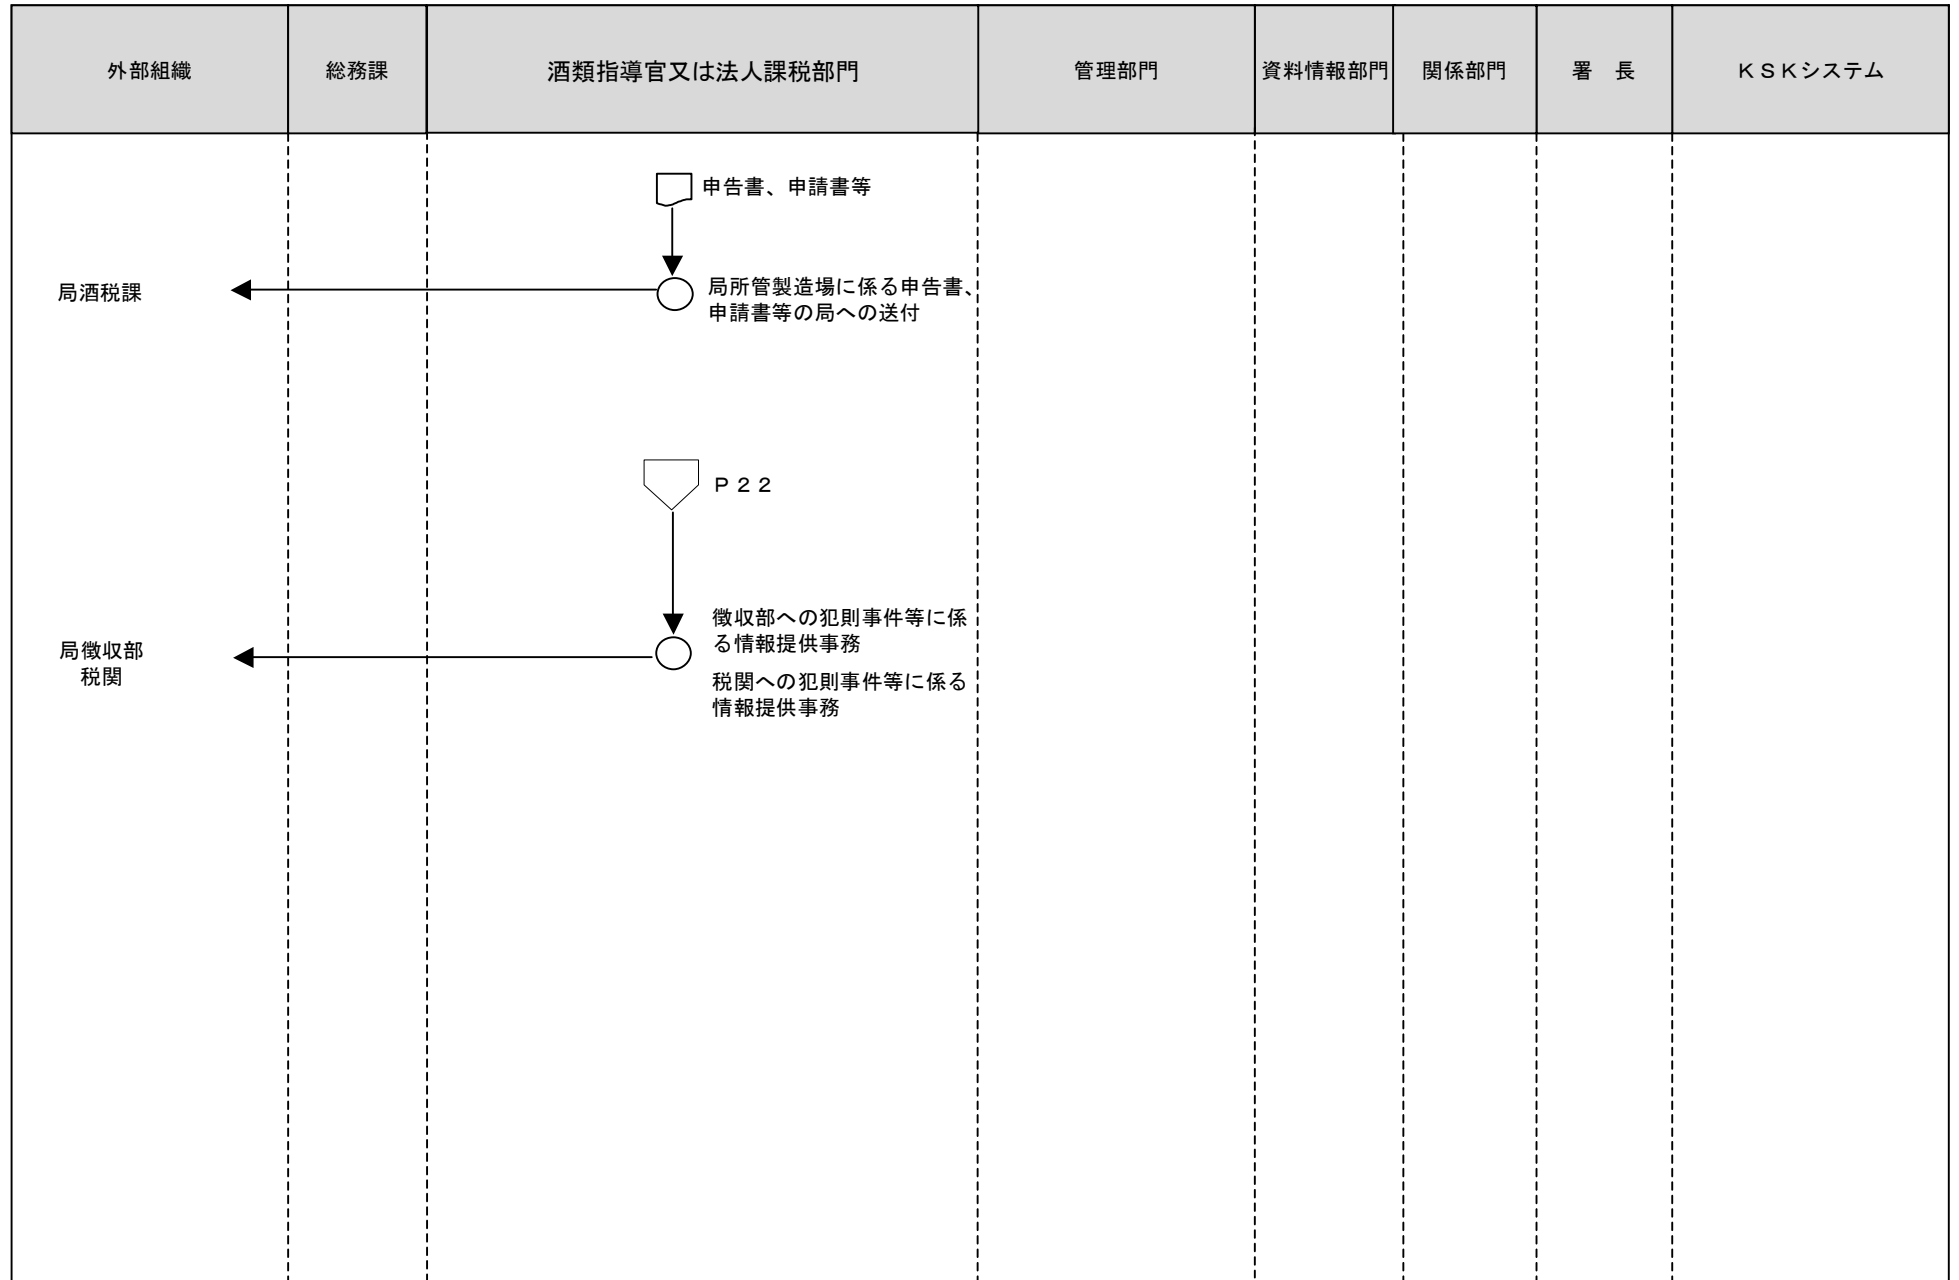 外部組織
総務課
酒類指導官又は法人課税部門
管理部門
資料情報部門
関係部門
署　長
ＫＳＫシステム
申告書、申請書等
局酒税課
局所管製造場に係る申告書、
申請書等の局への送付
Ｐ２２
局徴収部
税関
徴収部への犯則事件等に係
る情報提供事務
税関への犯則事件等に係る
情報提供事務